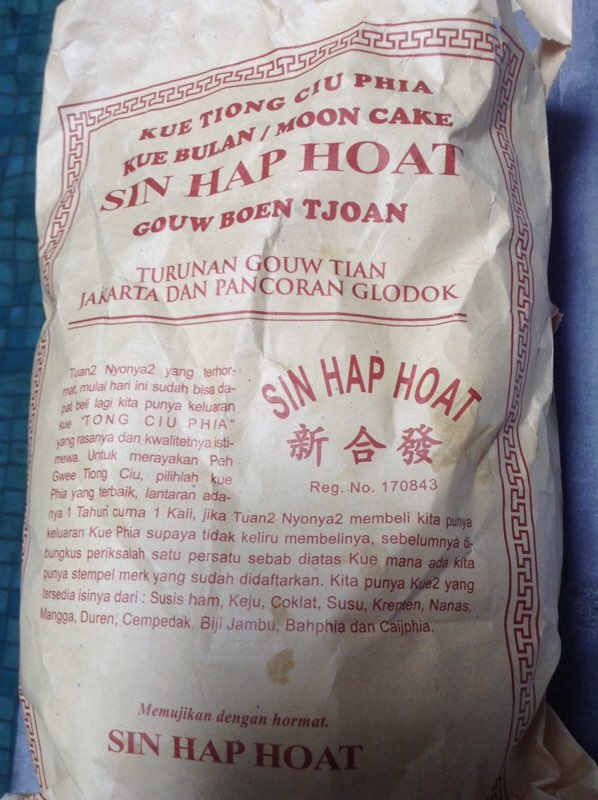 KUE TIONG CIU PHIA
KUE BULAN / MOON CAKE
SIN HAP HOAT
GOUW BOEN TJOAN
TURUNAN GOUW TIAN
JAKARTA DAN PANCORAN GLODOK
Tuan2 Nyonya2 yang terhor-
mat, mulai hari ini sudah bisa da-
pat beli lagi kita punya keluaran
kue "TONG CIU PHIA"
yang rasanya dan kwalitetnya isti-
mewa. Untuk merayakan Peh
Gwee Tiong Ciu, pilihlah kue
Phia yang terbaik, lantaran ada-
SIN HAP HOAT
新合發
Reg. No. 170843
nya 1 Tahun cuma 1 Kali, jika Tuan2 Nyonya2 membeli kita punya
keluaran Kue Phia supaya tidak keliru membelinya, sebelumnya di-
bungkus periksalah satu persatu sebab diatas Kue mana ada kita
punya stempel merk yang sudah didaftarkan. Kita punya Kue2 yang
tersedia isinya dari : Susis ham, Keju, Coklat, Susu, Krenten, Nanas,
Mangga, Duren, Cempedak, Biji Jambu, Bahphia dan Caijphia.
Memujikan dengan hormat.
SIN HAP HOAT